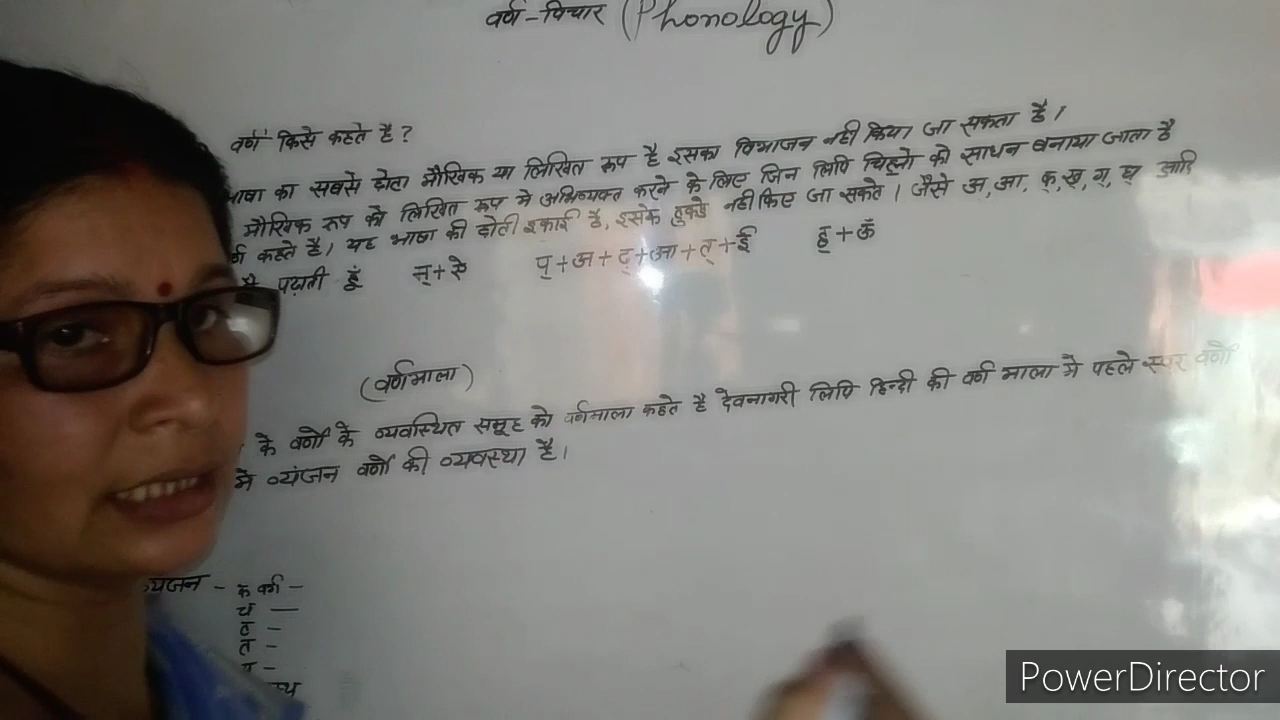 वर्ण-विचार (Phonology)
वर्ण किसे कहते है ?
भाषा का सबसे छोटा मौखिक या लिखित रूप है इसका विभाजन नही किया जा सकता है।
मौखिक रूप को लिखित रूप मे अभिव्यक्त करने के लिए जिन लिपि चिह्नो को साधन बनाया जाता है
कहते है। यह भाषा की छोटी इकाई है, इसके टुकडे नही किए जा सकते। जैसे अ, आ, क्, ख्, ग्, घ् आदि
मै पढ़ती हूँ न्+ऐ प्+अ+ढ्+आ+त्+ई ह्+ऊँ
(वर्णमाला)
के वर्णो के व्यवस्थित समूह को वर्णमाला कहते है देवनागरी लिपि हिन्दी की वर्ण माला मे पहले स्वर वर्णो
मे व्यंजन वर्णो की व्यवस्था है।
व्यंजन - क वर्ग -
च —
ट -
त -
प -
PowerDirector